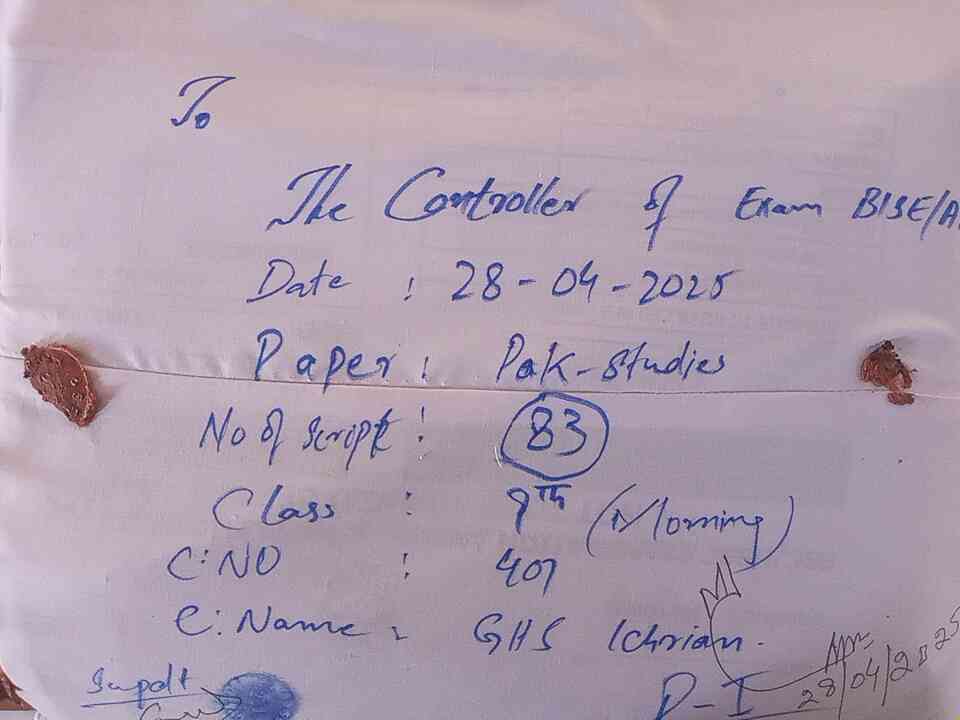 To
The Controller of Exam BISE/A
Date : 28-04-2025
Paper : Pak-Studies
No of script : 83
Class : 9th (Morning)
C:NO : 407
C:Name : GHS Ichrian.
Supdt
D-I
28/04/2025